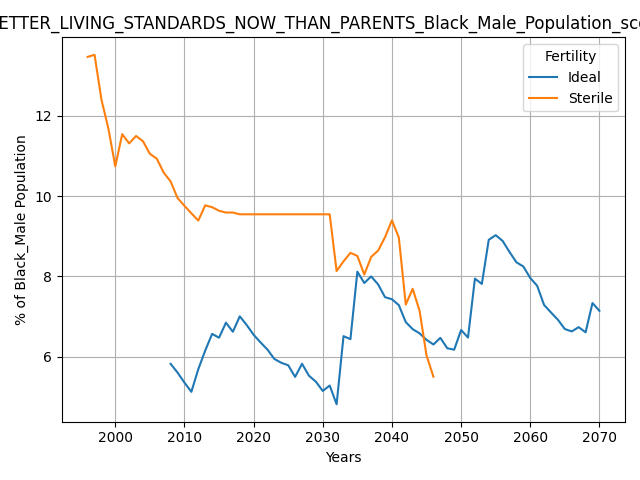 ETTER_LIVING_STANDARDS_NOW_THAN_PARENTS_Black_Male_Population_sc
Fertility
Ideal
Sterile
% of Black_Male Population
12
10
8
6
2000 2010 2020 2030 2040 2050 2060 2070
Years